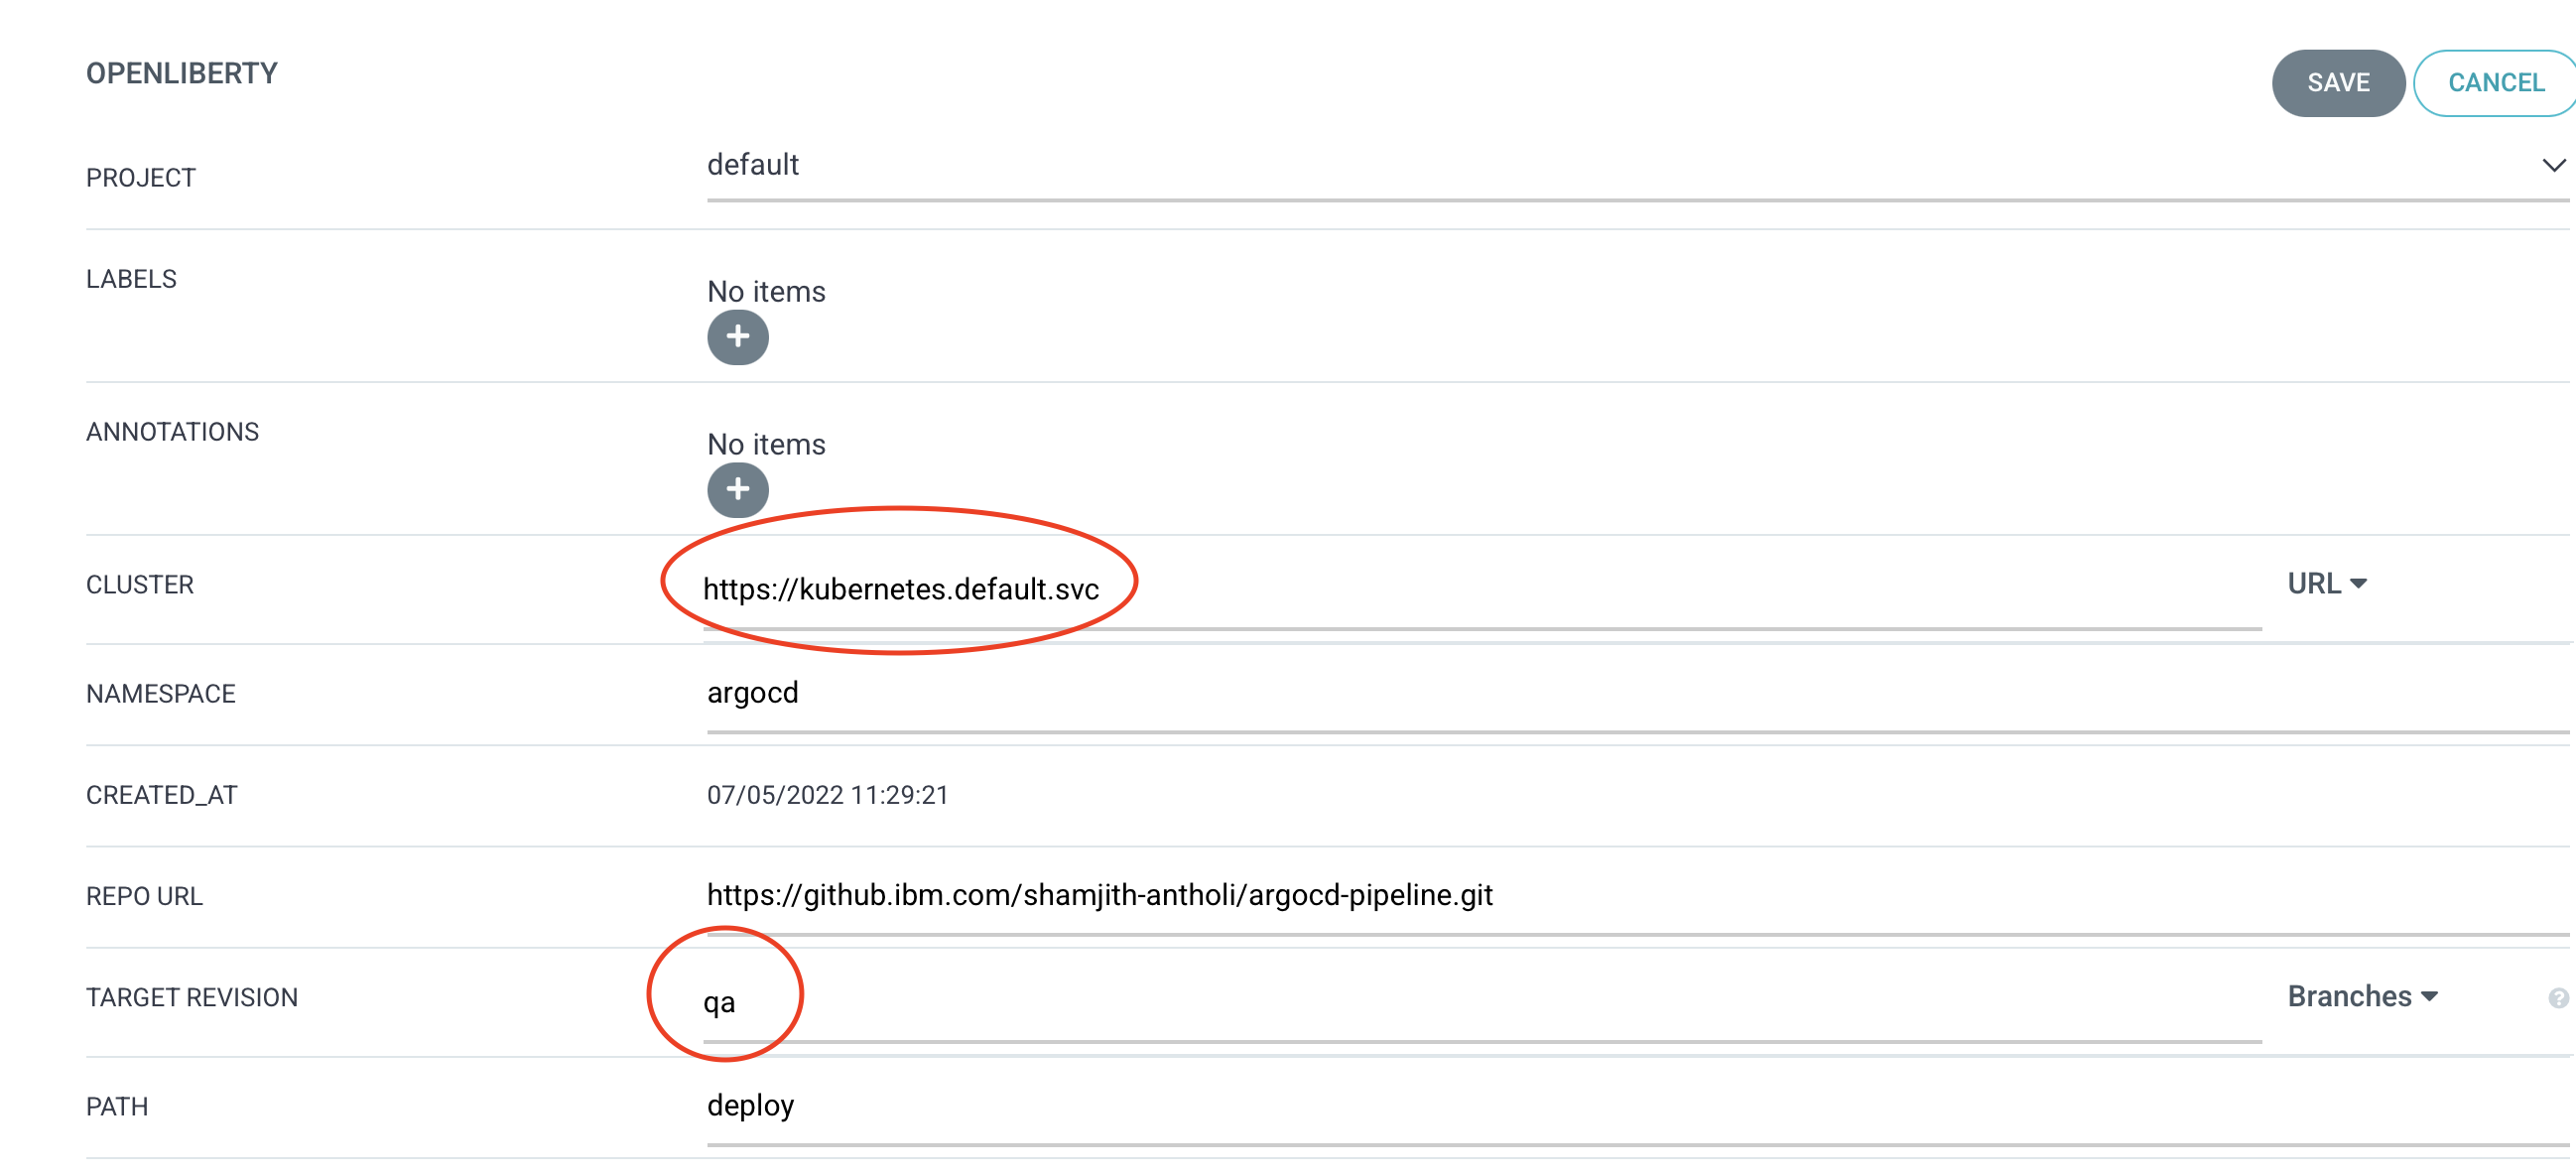 OPENLIBERTY
SAVE
CANCEL
PROJECT
default
LABELS
No items
+
ANNOTATIONS
No items
+
CLUSTER
https://kubernetes.default.svc
URL
NAMESPACE
argocd
CREATED_AT
07/05/2022 11:29:21
REPO URL
https://github.ibm.com/shamjith-antholi/argocd-pipeline.git
TARGET REVISION
qa
Branches
?
PATH
deploy